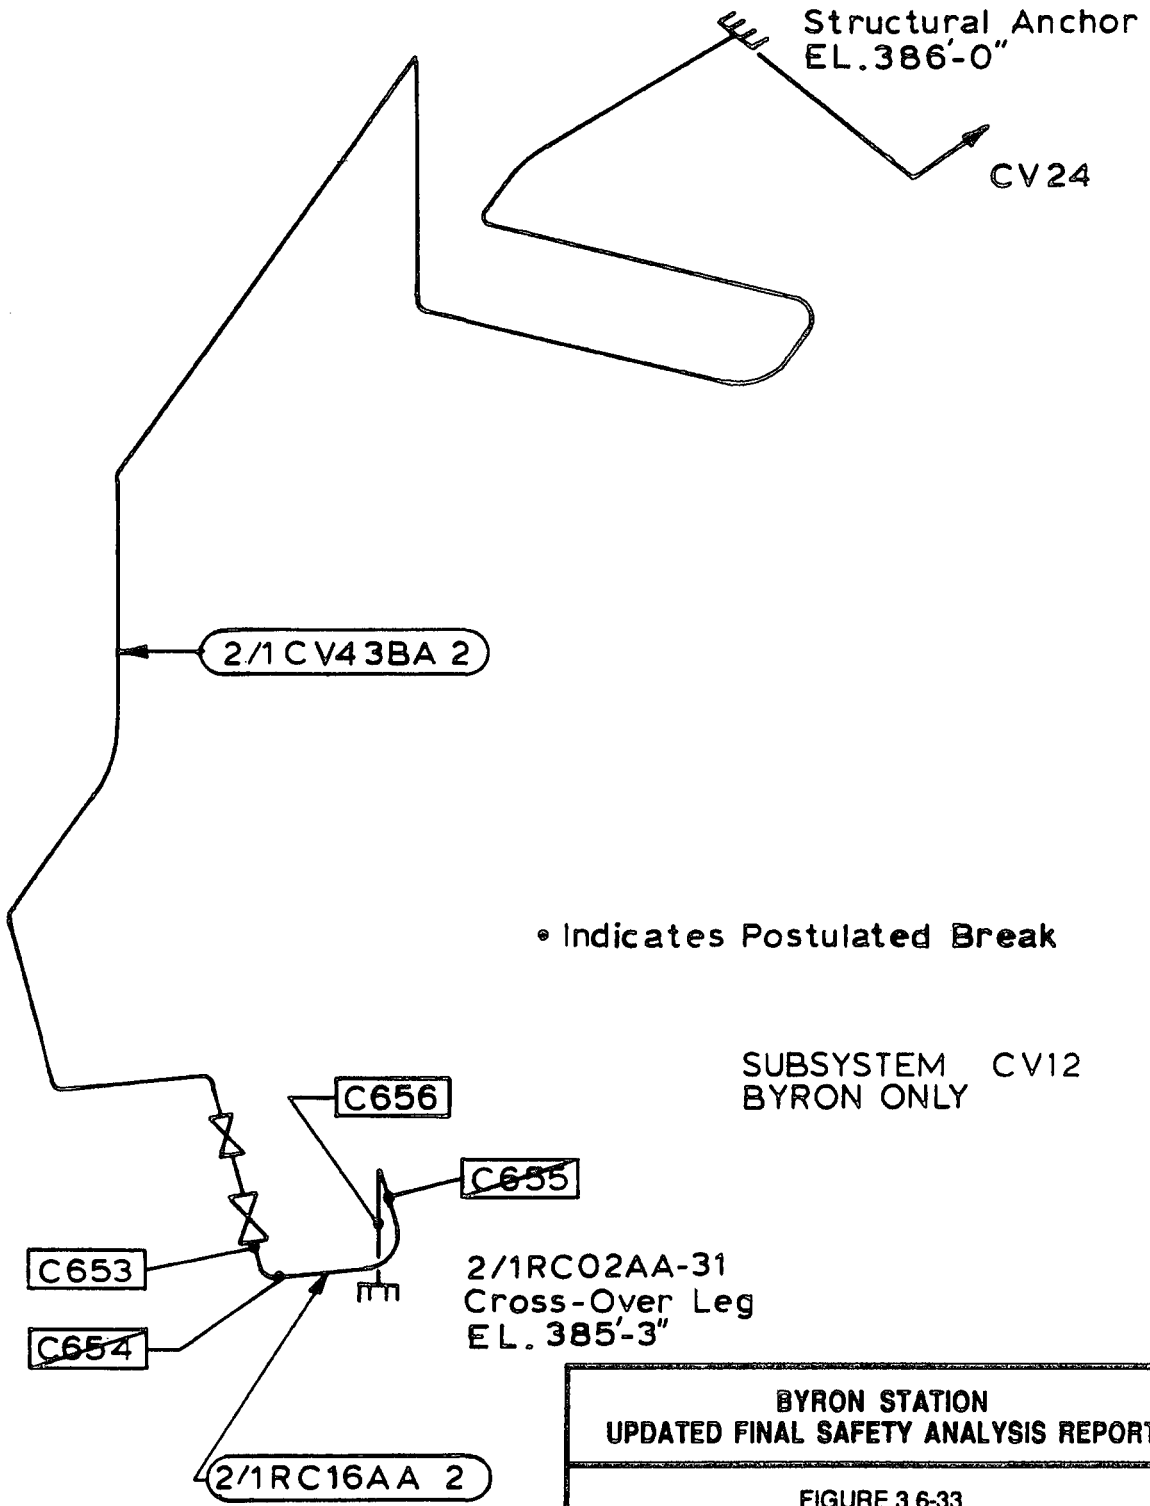 Structural Anchor
EL.386'-0"
CV24
2/1CV43BA 2
• Indicates Postulated Break
SUBSYSTEM CV12
BYRON ONLY
C656
C655
C653
2/1RC02AA-31
Cross-Over Leg
EL. 385'-3"
C654
2/1RC16AA 2
BYRON STATION
UPDATED FINAL SAFETY ANALYSIS REPORT
FIGURE 3.6-33